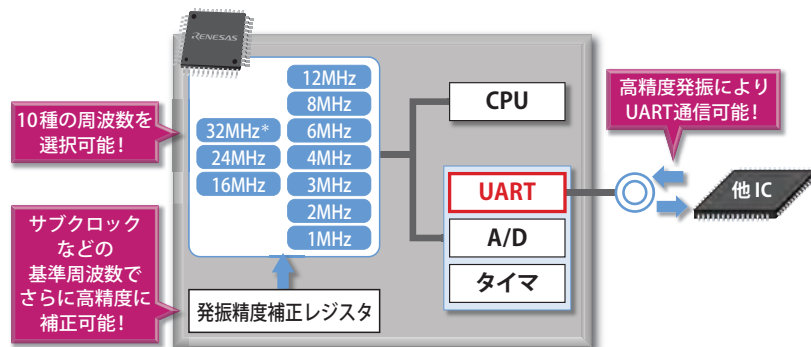 RENESAS
10種の周波数を
選択可能！
サブクロック
などの
基準周波数で
さらに高精度に
補正可能！
32MHz*
24MHz
16MHz
12MHz
8MHz
6MHz
4MHz
3MHz
2MHz
1MHz
発振精度補正レジスタ
CPU
UART
A/D
タイマ
高精度発振により
UART通信可能！
他IC